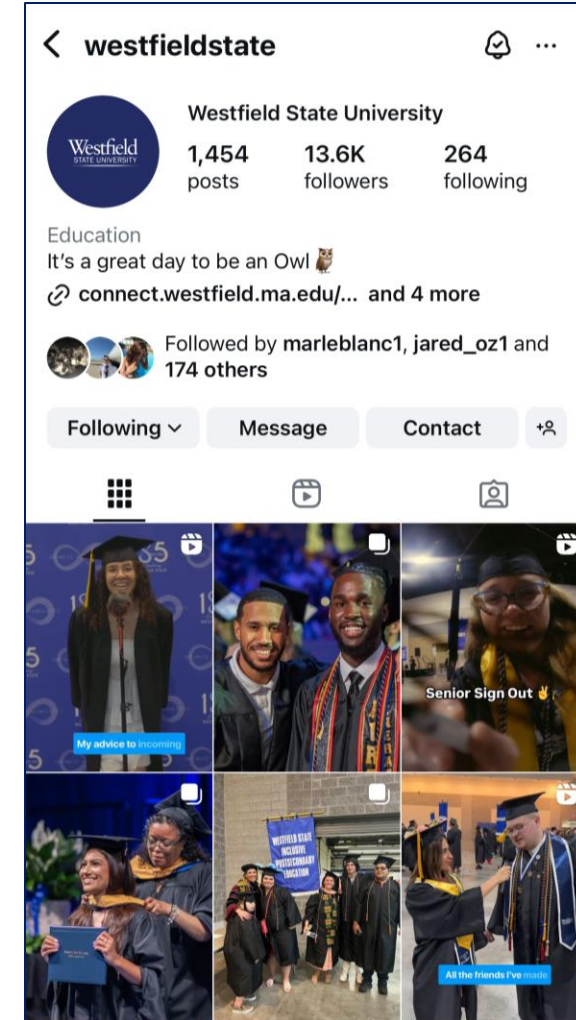 westfieldstate
Westfield
STATE UNIVERSITY
Westfield State University
1,454 13.6K 264
posts followers following
Education
It's a great day to be an Owl 🦉
connect.westfield.ma.edu/... and 4 more
Followed by marleblanc1, jared_oz1 and
174 others
Following Message Contact
My advice to incoming
Senior Sign Out ✌
WESTFIELD STATE
INCLUSIVE
POSTSECONDARY
EDUCATION
All the friends I've made